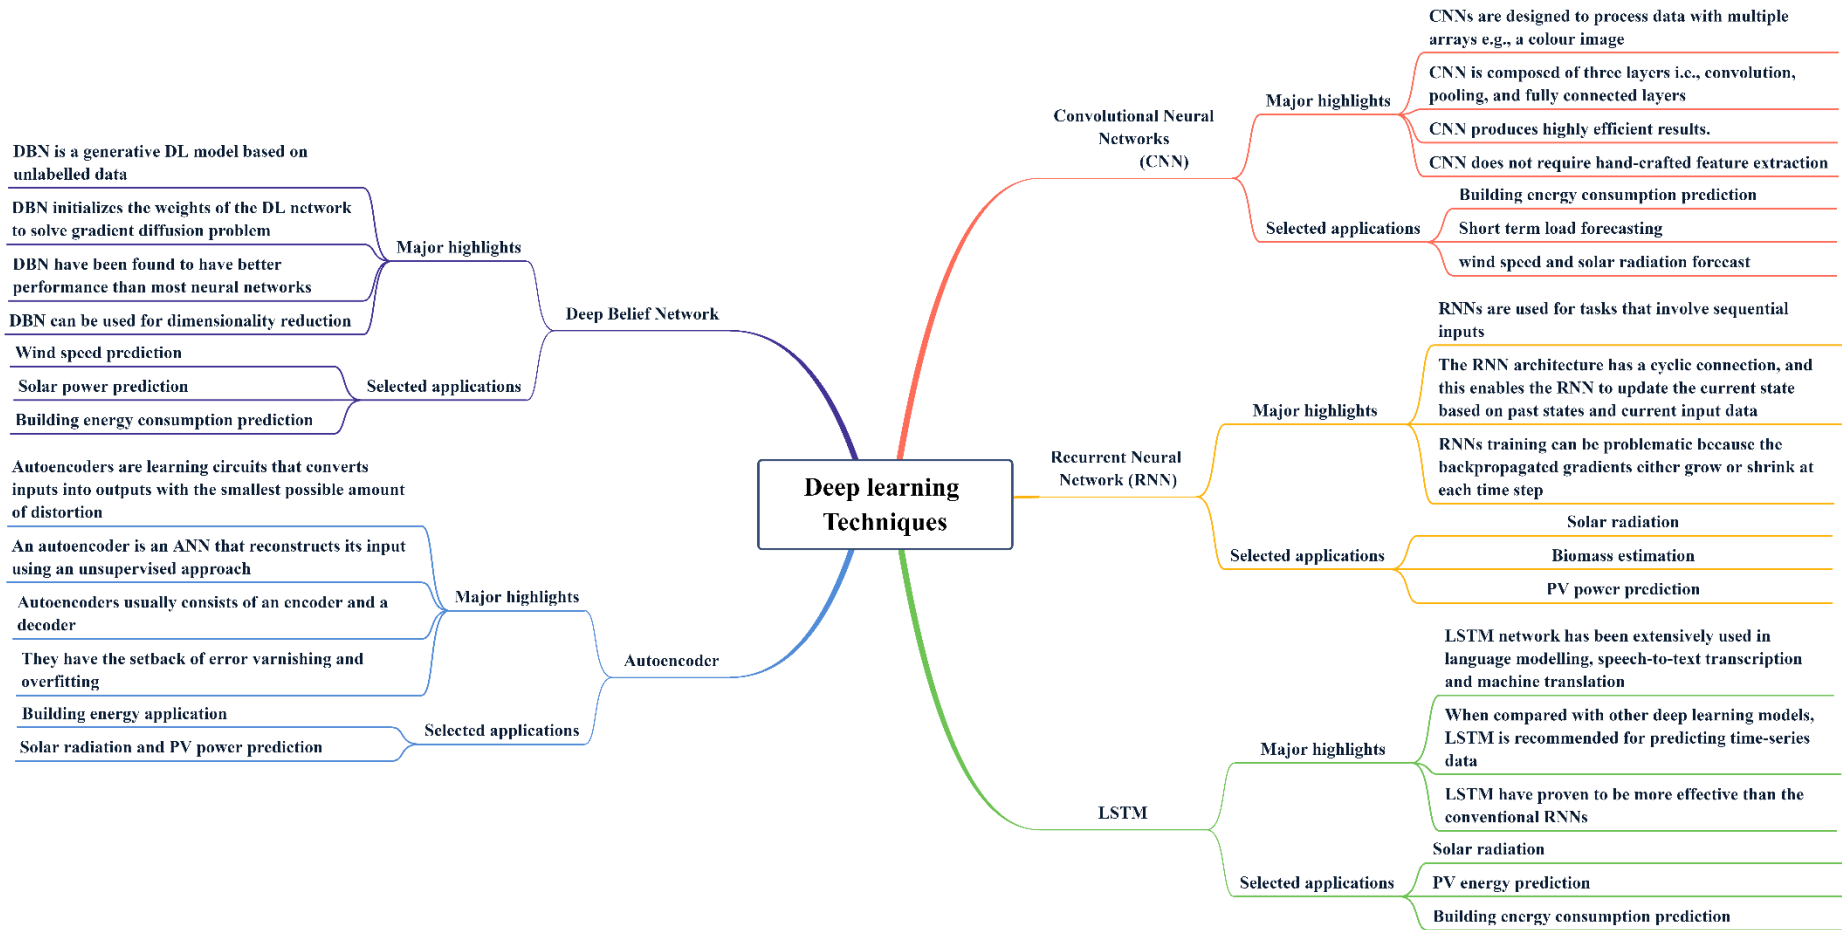 Deep learning
Techniques
Convolutional Neural
Networks
(CNN)
Major highlights
CNNs are designed to process data with multiple
arrays e.g., a colour image
CNN is composed of three layers i.e., convolution,
pooling, and fully connected layers
CNN produces highly efficient results.
CNN does not require hand-crafted feature extraction
Selected applications
Building energy consumption prediction
Short term load forecasting
wind speed and solar radiation forecast
Recurrent Neural
Network (RNN)
Major highlights
RNNs are used for tasks that involve sequential
inputs
The RNN architecture has a cyclic connection, and
this enables the RNN to update the current state
based on past states and current input data
RNNs training can be problematic because the
backpropagated gradients either grow or shrink at
each time step
Selected applications
Solar radiation
Biomass estimation
PV power prediction
LSTM
Major highlights
LSTM network has been extensively used in
language modelling, speech-to-text transcription
and machine translation
When compared with other deep learning models,
LSTM is recommended for predicting time-series
data
LSTM have proven to be more effective than the
conventional RNNs
Selected applications
Solar radiation
PV energy prediction
Building energy consumption prediction
Deep Belief Network
Major highlights
DBN is a generative DL model based on
unlabelled data
DBN initializes the weights of the DL network
to solve gradient diffusion problem
DBN have been found to have better
performance than most neural networks
DBN can be used for dimensionality reduction
Selected applications
Wind speed prediction
Solar power prediction
Building energy consumption prediction
Autoencoder
Major highlights
Autoencoders are learning circuits that converts
inputs into outputs with the smallest possible amount
of distortion
An autoencoder is an ANN that reconstructs its input
using an unsupervised approach
Autoencoders usually consists of an encoder and a
decoder
They have the setback of error varnishing and
overfitting
Selected applications
Building energy application
Solar radiation and PV power prediction